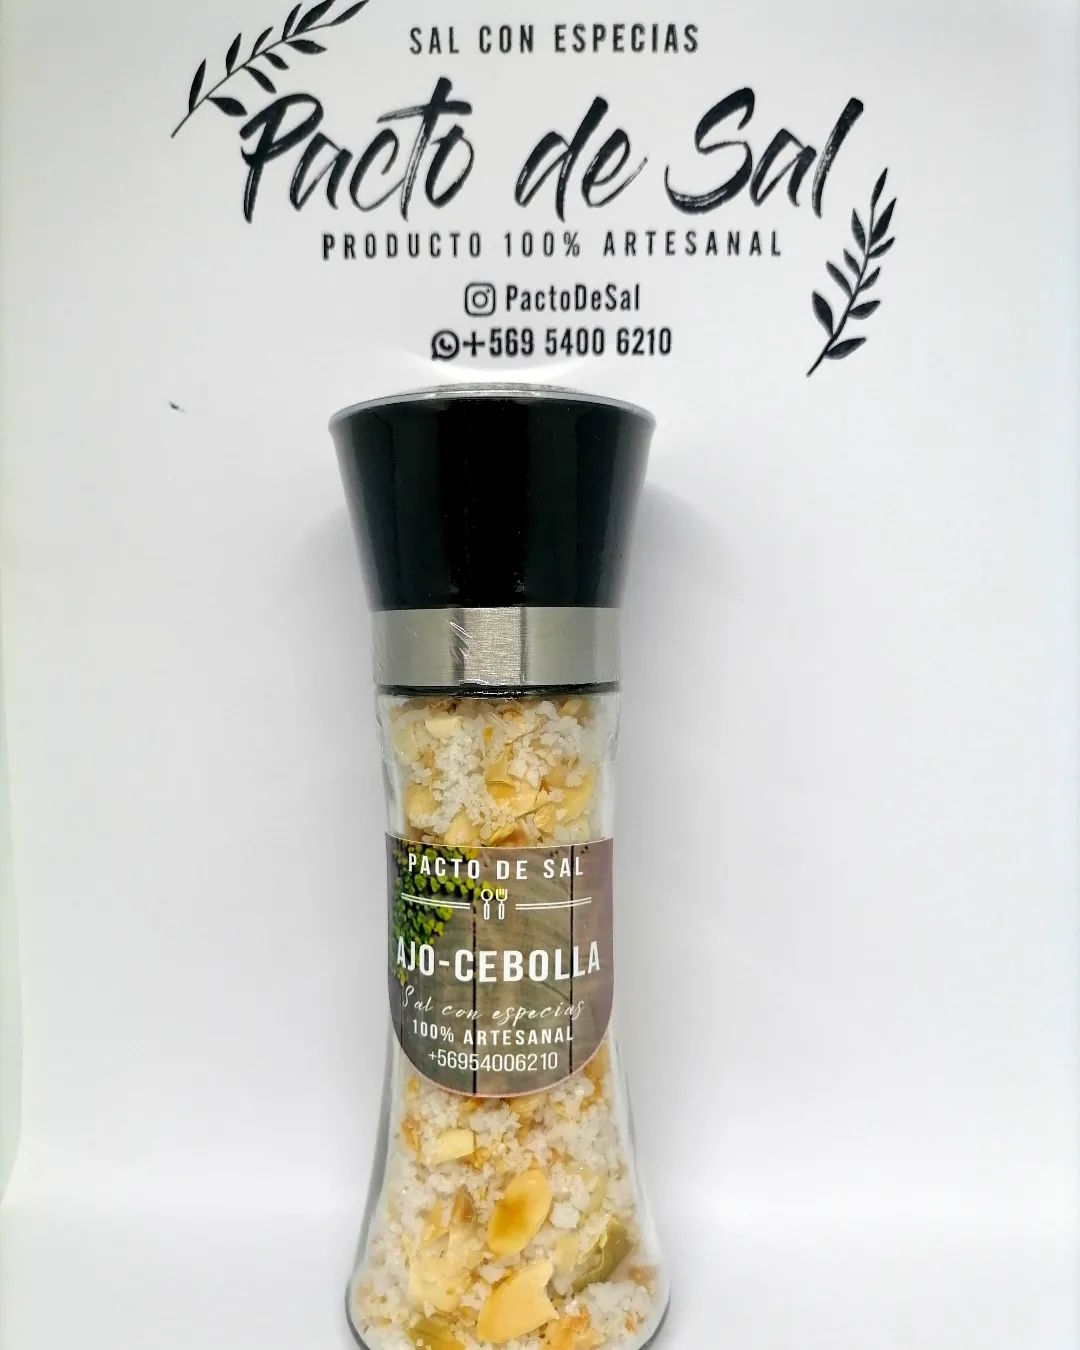 SAL CON ESPECIAS
Pacto de Sal
PRODUCTO 100% ARTESANAL
PactoDeSal
+569 5400 6210
PACTO DE SAL
AJO-CEBOLLA
Sal con especias
100% ARTESANAL
+56954006210